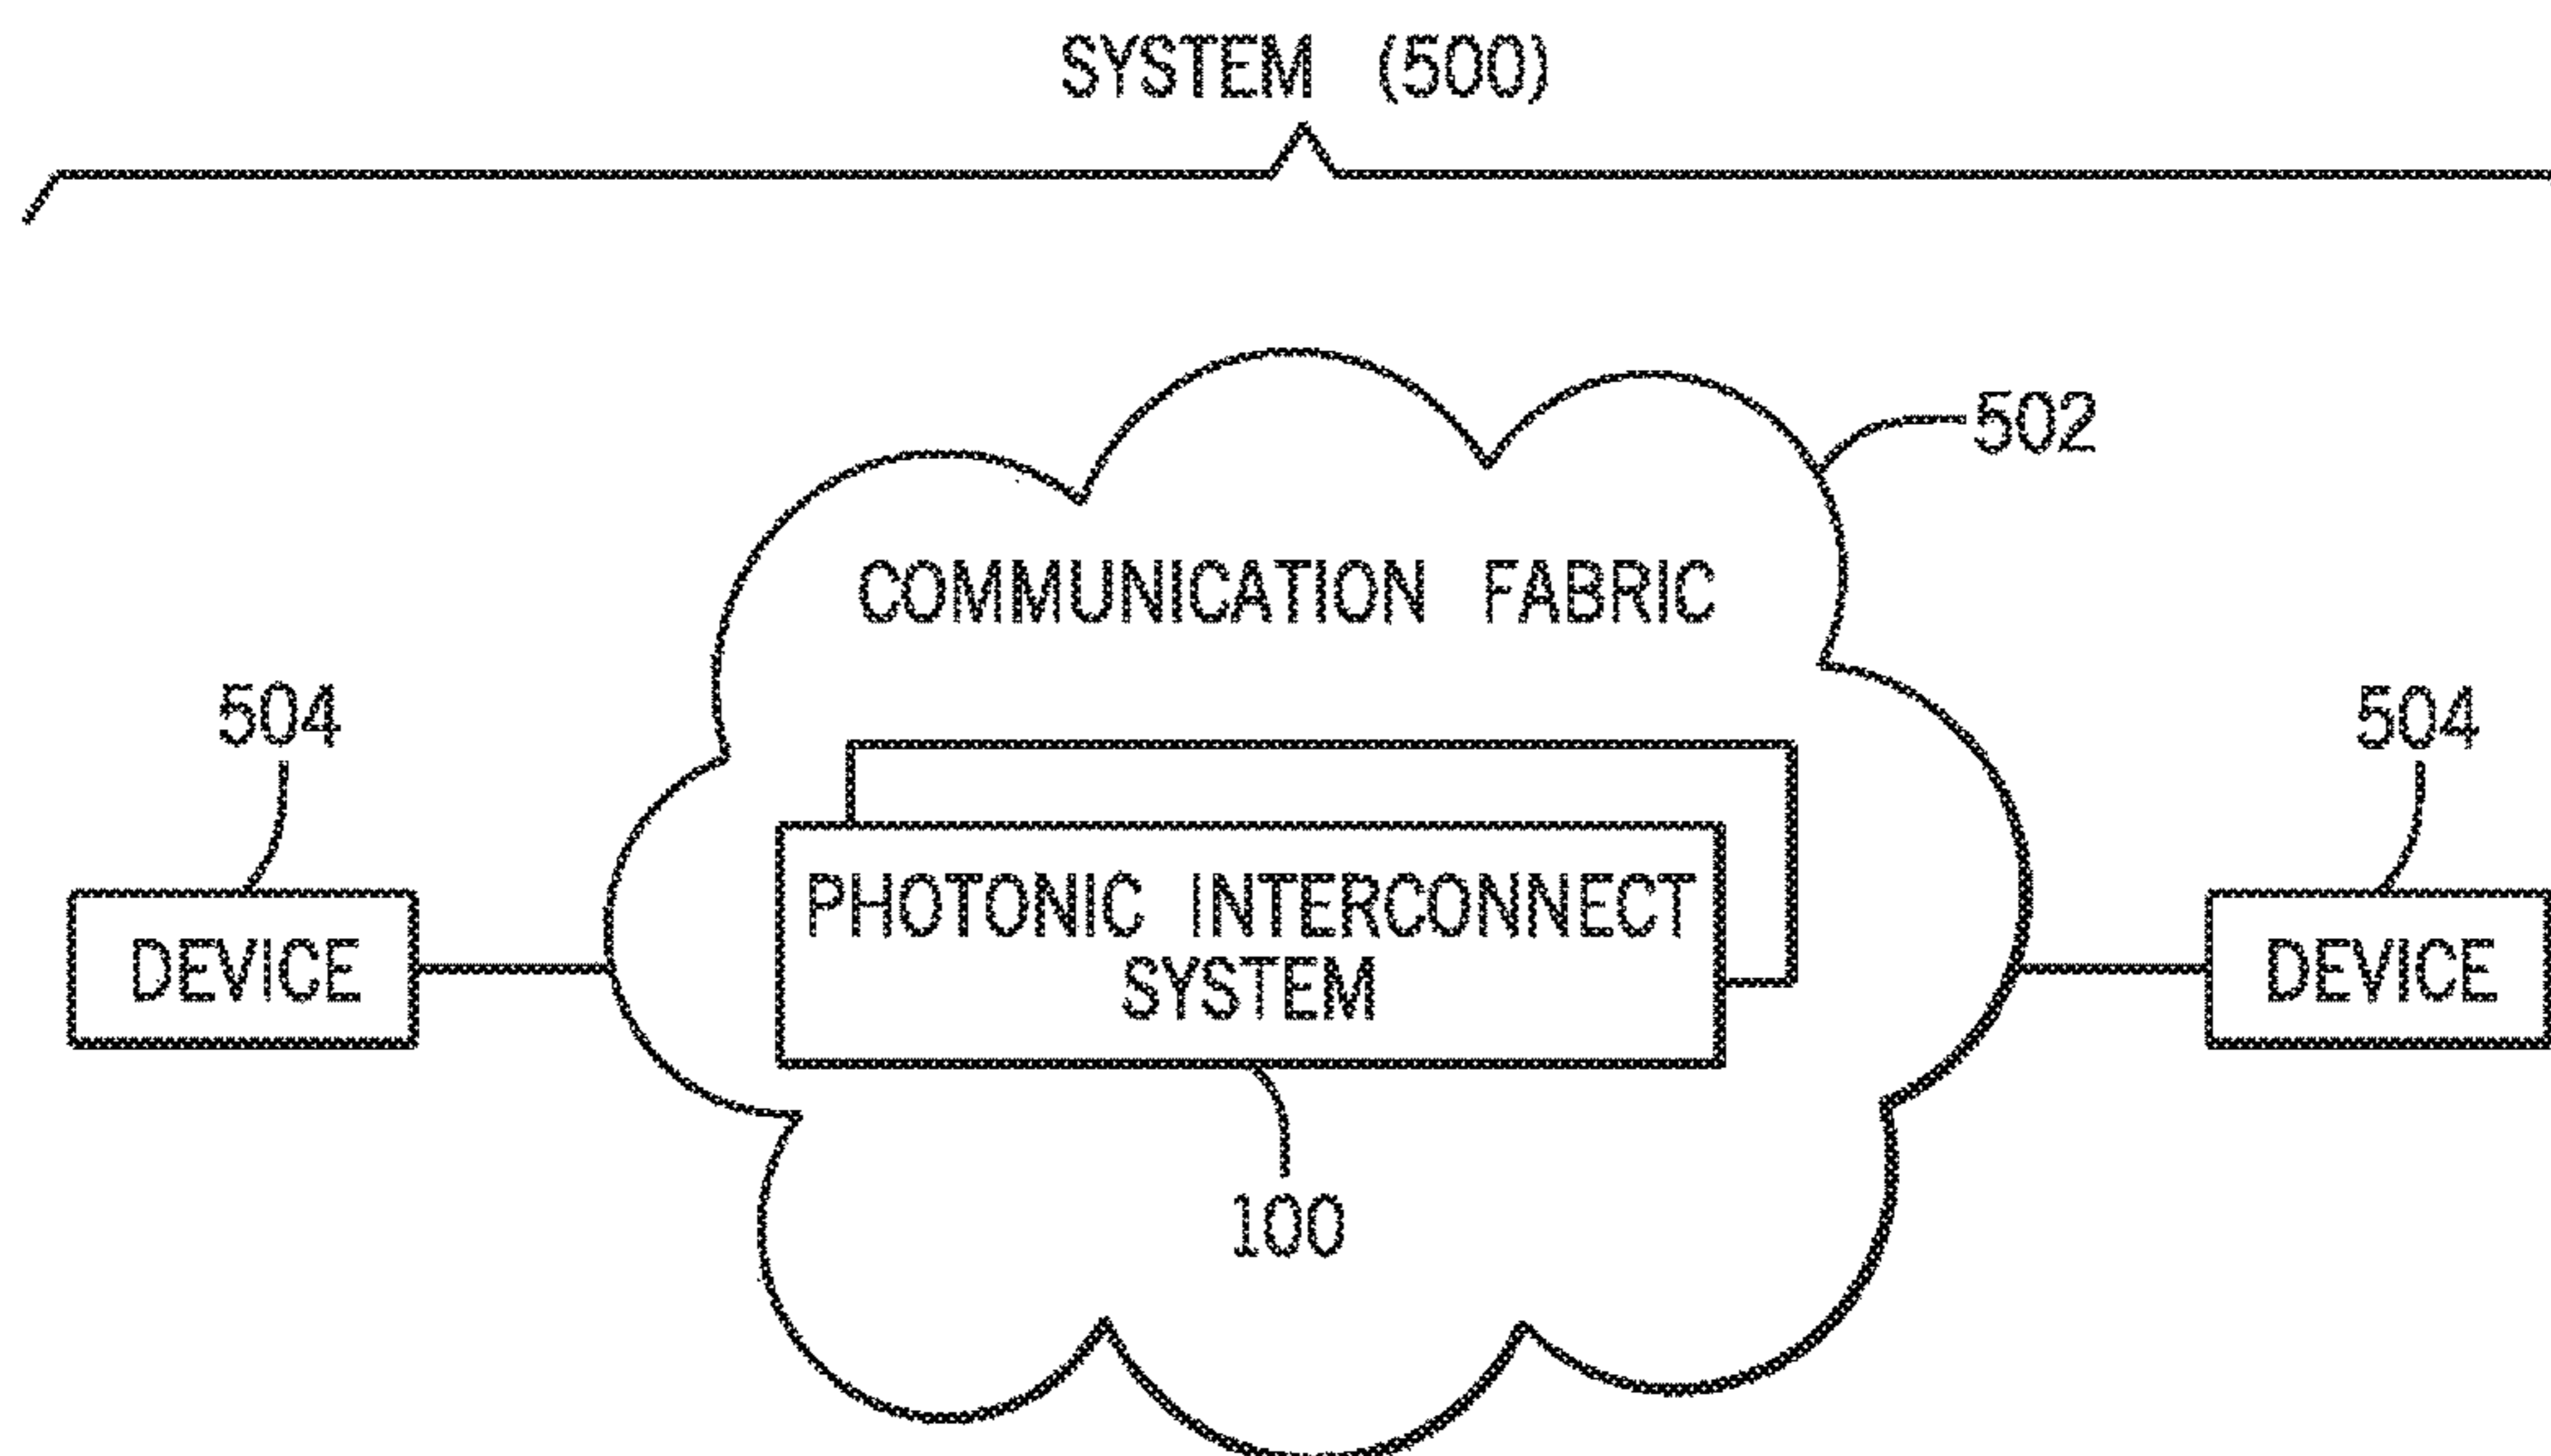 SYSTEM (500)
502
COMMUNICATION FABRIC
504
504
DEVICE
PHOTONIC INTERCONNECT
SYSTEM
DEVICE
100